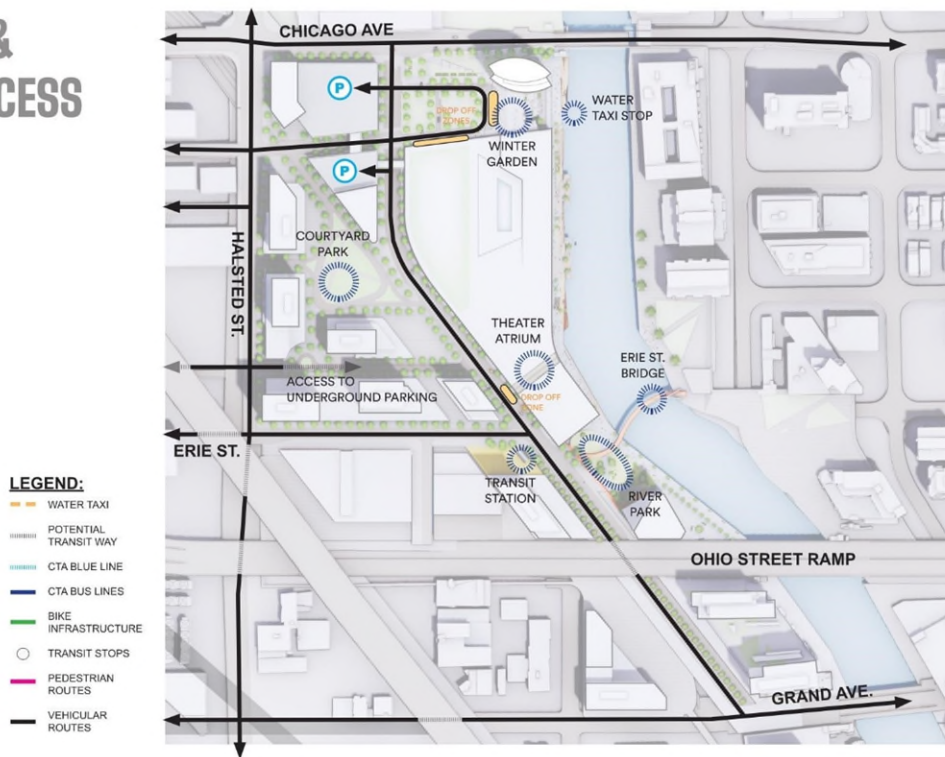 &
CESS
CHICAGO AVE
P
DROP OFF
ZONES
WATER
TAXI STOP
WINTER
GARDEN
P
HALSTED ST.
COURTYARD
PARK
THEATER
ATRIUM
ERIE ST.
BRIDGE
ACCESS TO
UNDERGROUND PARKING
DROP OFF
ZONE
ERIE ST.
TRANSIT
STATION
RIVER
PARK
OHIO STREET RAMP
GRAND AVE.
LEGEND:
WATER TAXI
POTENTIAL
TRANSIT WAY
CTA BLUE LINE
CTA BUS LINES
BIKE
INFRASTRUCTURE
TRANSIT STOPS
PEDESTRIAN
ROUTES
VEHICULAR
ROUTES